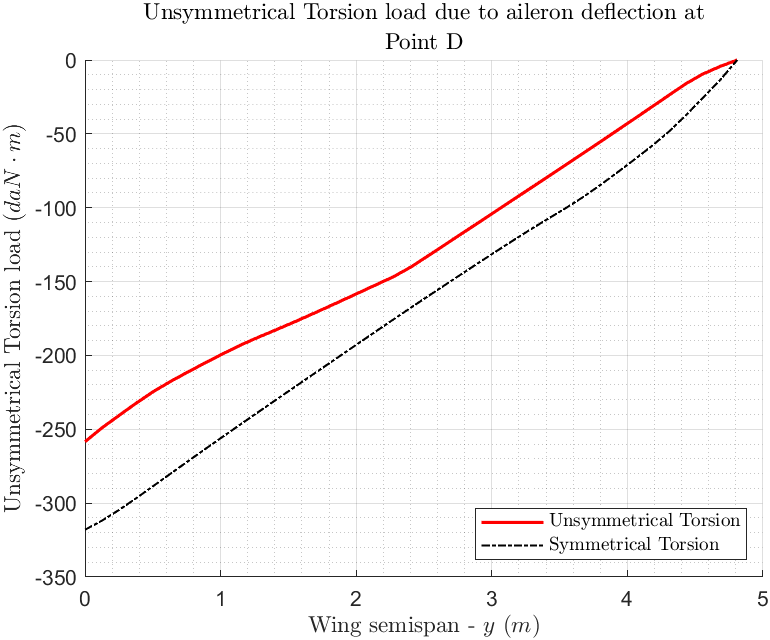 Unsymmetrical Torsion load due to aileron deflection at
Point D
Unsymmetrical Torsion load (daN · m)
0
-50
-100
-150
-200
-250
-300
-350
0 1 2 3 4 5
Wing semispan - y (m)
Unsymmetrical Torsion
Symmetrical Torsion